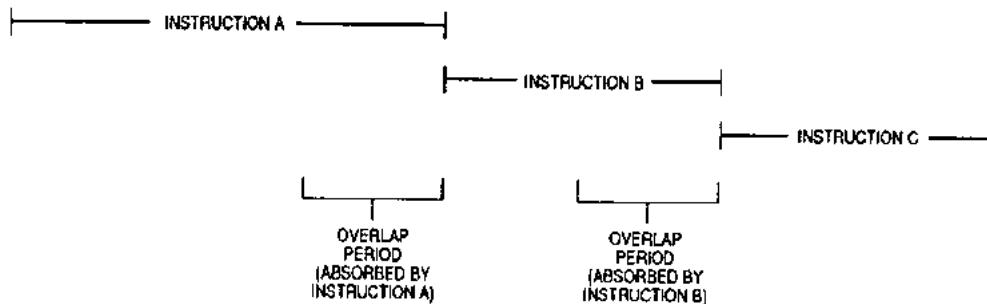 INSTRUCTION A
INSTRUCTION B
INSTRUCTION C
OVERLAP
PERIOD
(ABSORBED BY
INSTRUCTION A)
OVERLAP
PERIOD
(ABSORBED BY
INSTRUCTION B)